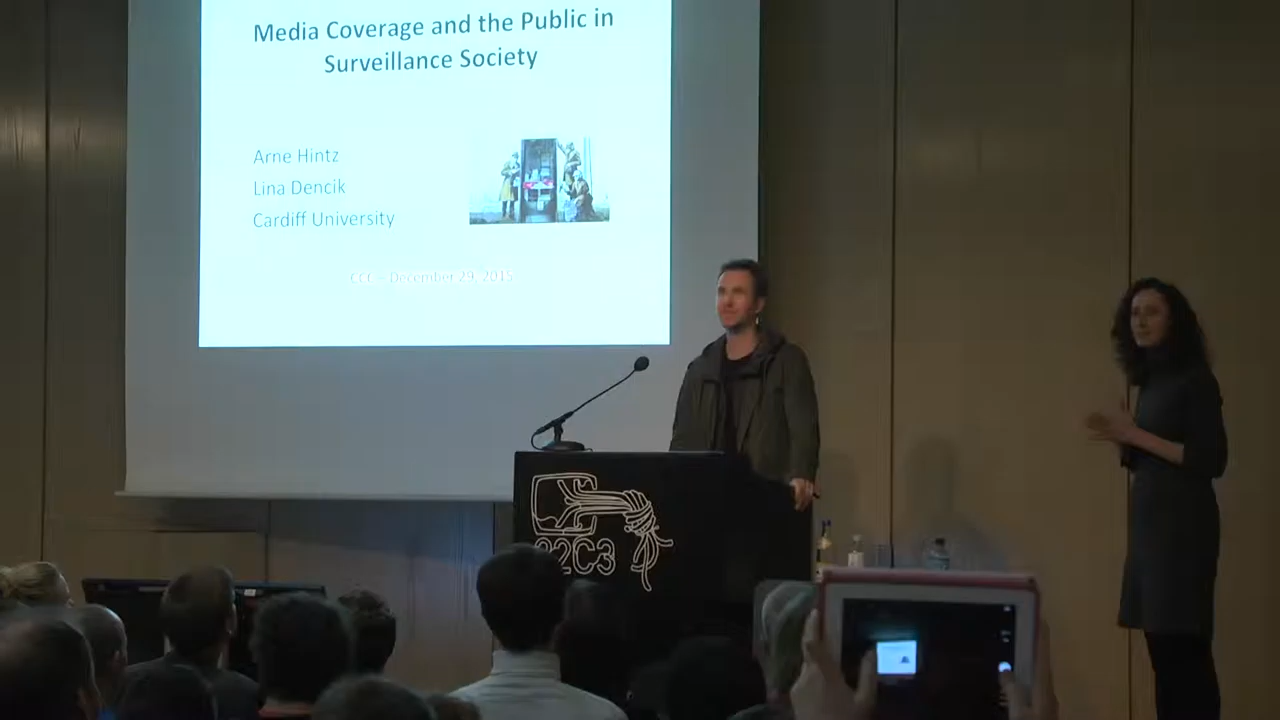 Media Coverage and the Public in
Surveillance Society
Arne Hintz
Lina Dencik
Cardiff University
CCC – December 29, 2015
32C3